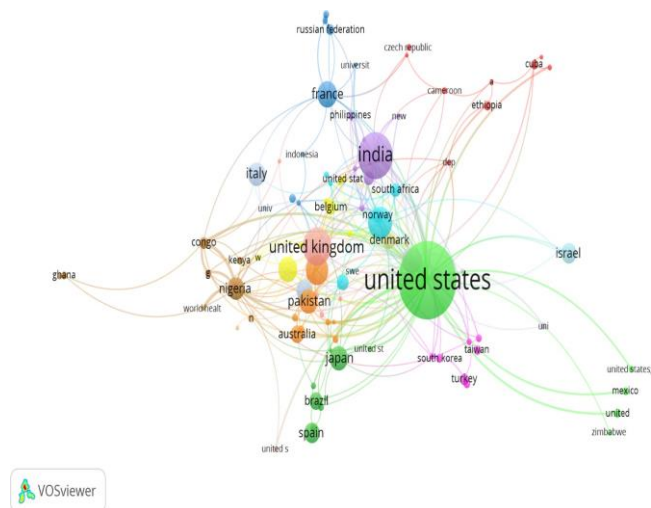 russian federation
czech republic
cuba
universit
a
france
cameroon
ethiopia
philippines
new
india
indonesia
dep
italy
united stat
south africa
univ
belgium
norway
denmark
congo
united kingdom
israel
kenya
w
ghana
g
swe
united states
nigeria
pakistan
worldhealt
n
australia
uni
united st
taiwan
japan
south korea
united states,
turkey
mexico
brazil
united
spain
zimbabwe
united s
VOSviewer